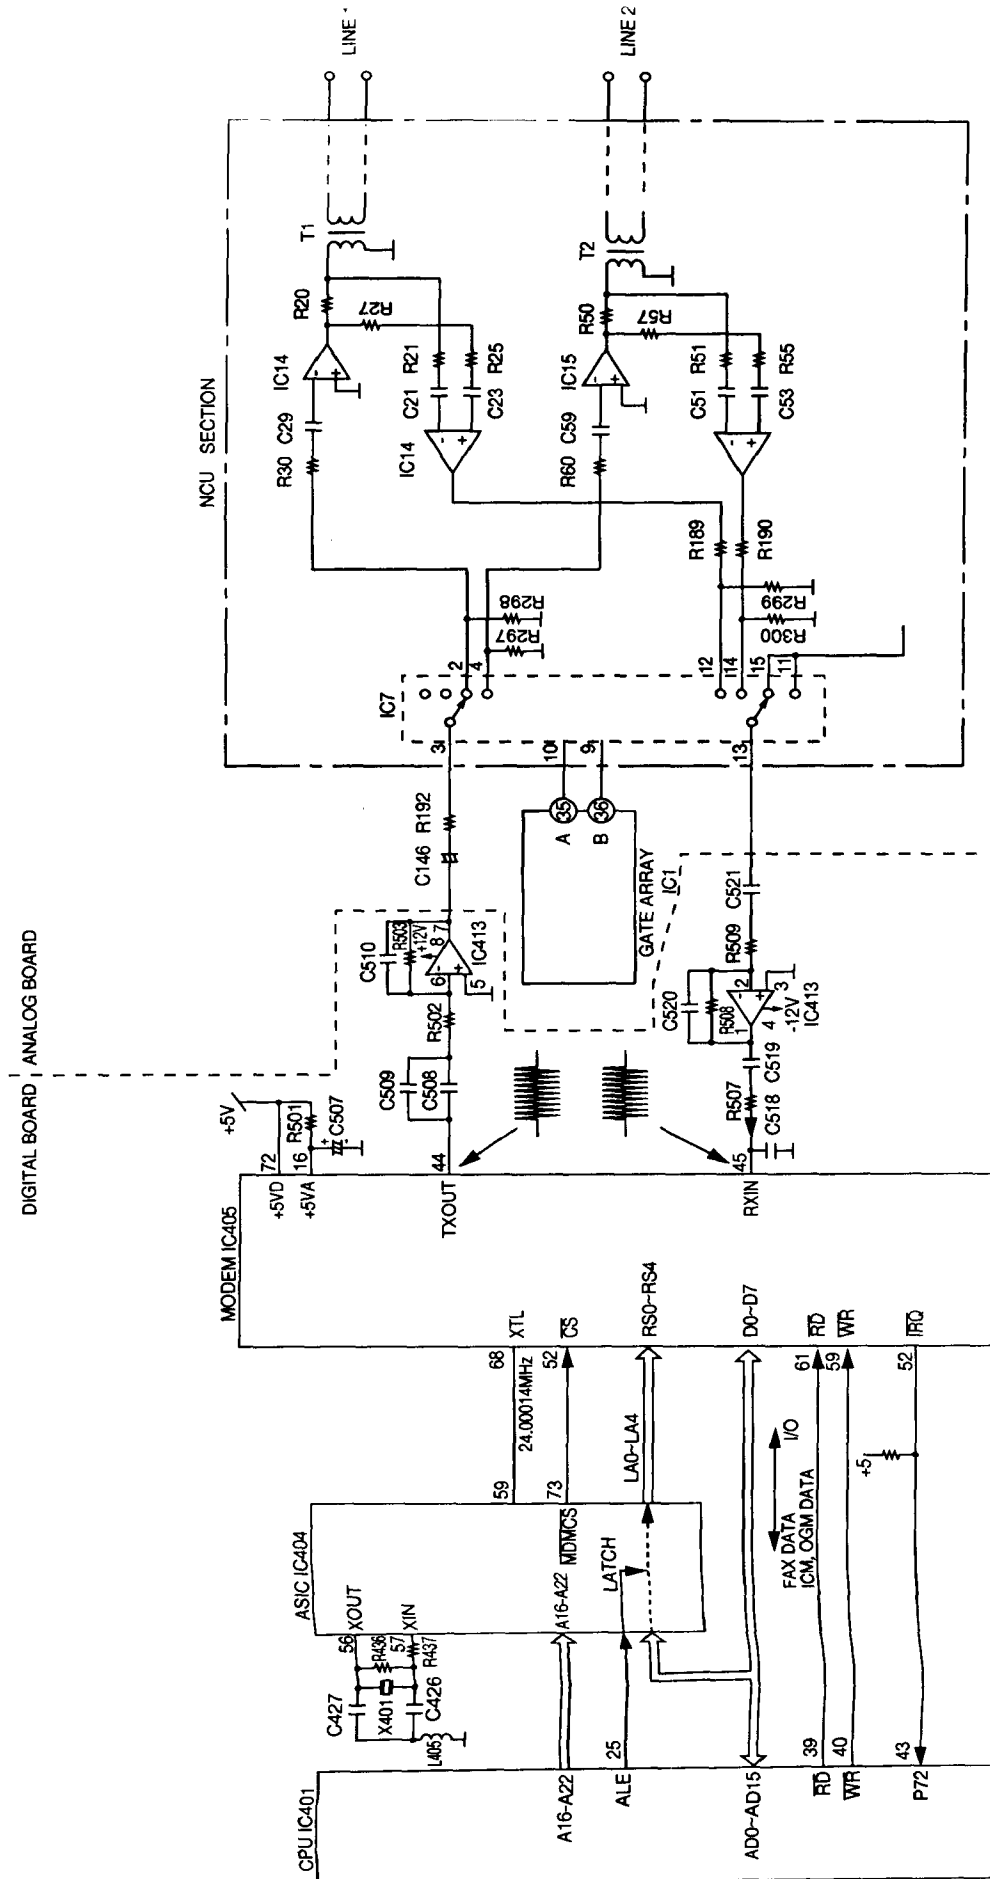 LINE
LINE 2
NCU SECTION
T1
R20
R27
IC14
R21
R25
C29
C21
C23
R30
IC14
T2
R50
R57
IC15
R51
R55
C59
C51
C53
R60
R189
R190
R298
R297
R299
R300
2
4
12
14
15
11
IC7
3
10
9
13
R192
C146
35
36
A
B
GATE ARRAY
IC1
C521
R509
C510
R503
+12V
8
7
6
5
IC413
R502
C520
R508
2
3
1
4
-12V
IC413
C509
C508
C519
R507
C518
DIGITAL BOARD
ANALOG BOARD
+5V
R501
C507
72
16
44
45
+5VD
+5VA
TXOUT
RXIN
MODEM IC405
XTL
CS
RS0~RS4
D0~D7
RD
WR
IRQ
68
24.00014MHz
52
61
59
52
LA0~LA4
I/O
+5
FAX DATA
ICM, OGM DATA
59
73
ASIC IC404
XOUT
XIN
A16-A22
MDMCS
LATCH
56
57
R436
R437
C427
X401
C426
L405
25
39
40
43
CPU IC401
A16-A22
ALE
AD0~AD15
RD
WR
P72